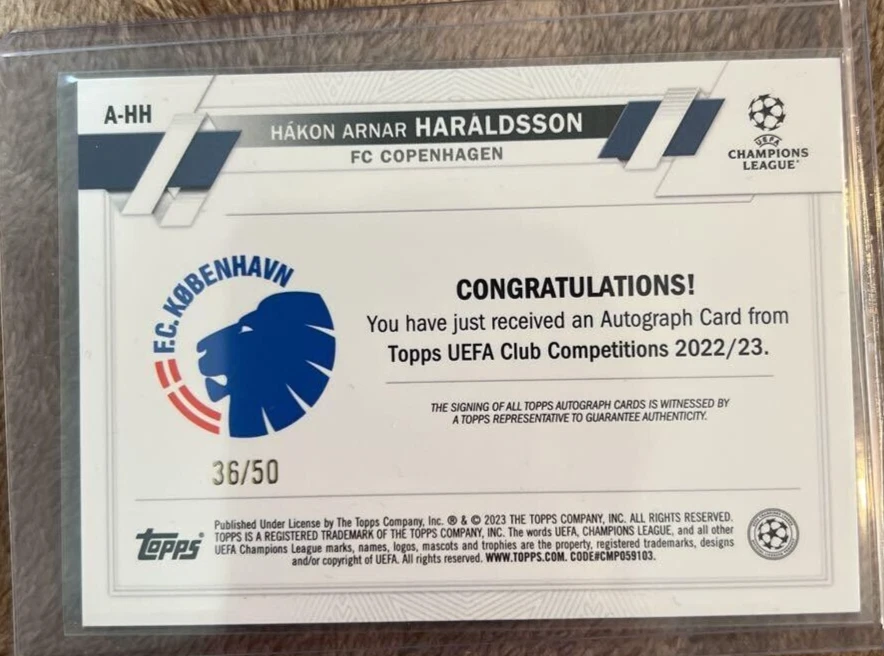 A-HH
HÁKON ARNAR HARALDSSON
FC COPENHAGEN
UEFA
CHAMPIONS
LEAGUE®
F.C. KØBENHAVN
CONGRATULATIONS!
You have just received an Autograph Card from
Topps UEFA Club Competitions 2022/23.
THE SIGNING OF ALL TOPPS AUTOGRAPH CARDS IS WITNESSED BY
A TOPPS REPRESENTATIVE TO GUARANTEE AUTHENTICITY.
36/50
topps®
Published Under License by The Topps Company, Inc. ® & © 2023 THE TOPPS COMPANY, INC. ALL RIGHTS RESERVED.
TOPPS IS A REGISTERED TRADEMARK OF THE TOPPS COMPANY, INC. The words UEFA, CHAMPIONS LEAGUE, and all other
UEFA Champions League marks, names, logos, mascots and trophies are the property, registered trademarks, designs
and/or copyright of UEFA. All rights reserved. WWW.TOPPS.COM. CODE#CMP059103.